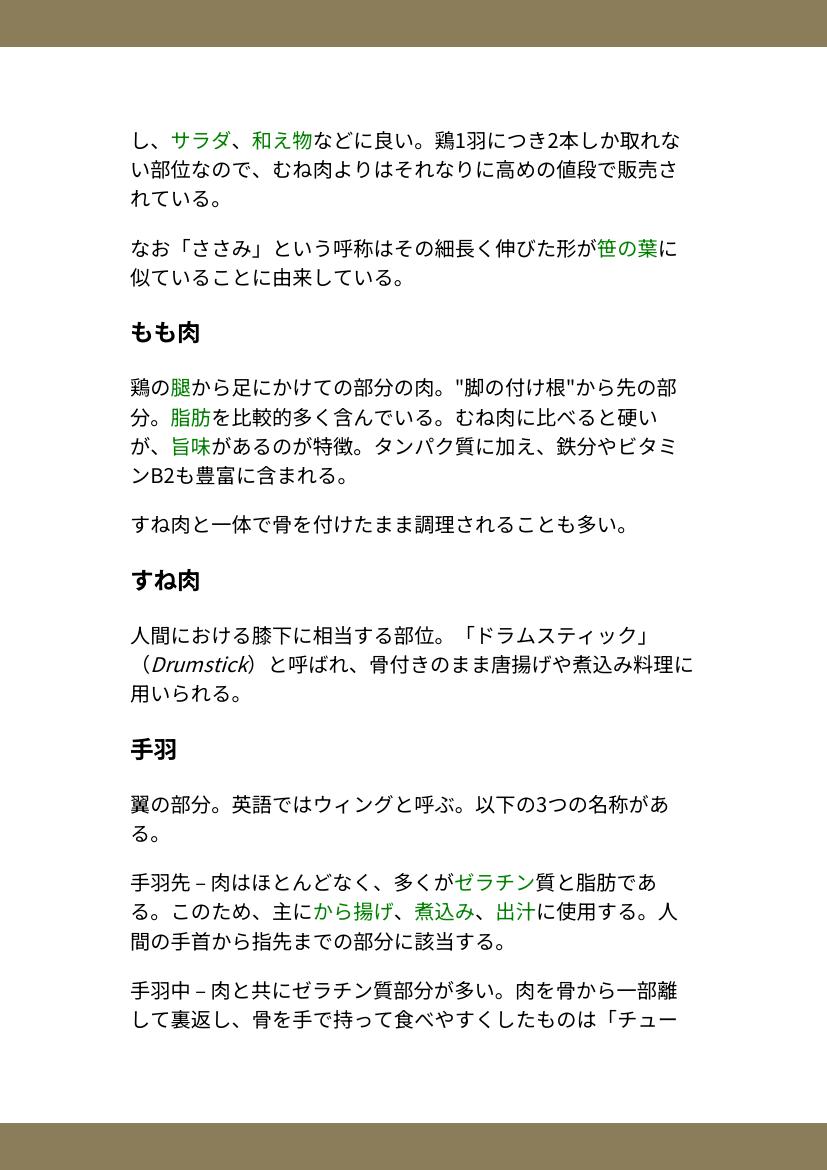 し、サラダ、和え物などに良い。鶏1羽につき2本しか取れな
い部位なので、むね肉よりはそれなりに高めの値段で販売さ
れている。
なお「ささみ」という呼称はその細長く伸びた形が笹の葉に
似ていることに由来している。
もも肉
鶏の腿から足にかけての部分の肉。"脚の付け根"から先の部
分。脂肪を比較的多く含んでいる。むね肉に比べると硬い
が、旨味があるのが特徴。タンパク質に加え、鉄分やビタミ
ンB2も豊富に含まれる。
すね肉と一体で骨を付けたまま調理されることも多い。
すね肉
人間における膝下に相当する部位。「ドラムスティック」
（Drumstick）と呼ばれ、骨付きのまま唐揚げや煮込み料理に
用いられる。
手羽
翼の部分。英語ではウィングと呼ぶ。以下の3つの名称があ
る。
手羽先 – 肉はほとんどなく、多くがゼラチン質と脂肪であ
る。このため、主にから揚げ、煮込み、出汁に使用する。人
間の手首から指先までの部分に該当する。
手羽中 – 肉と共にゼラチン質部分が多い。肉を骨から一部離
して裏返し、骨を手で持って食べやすくしたものは「チュー